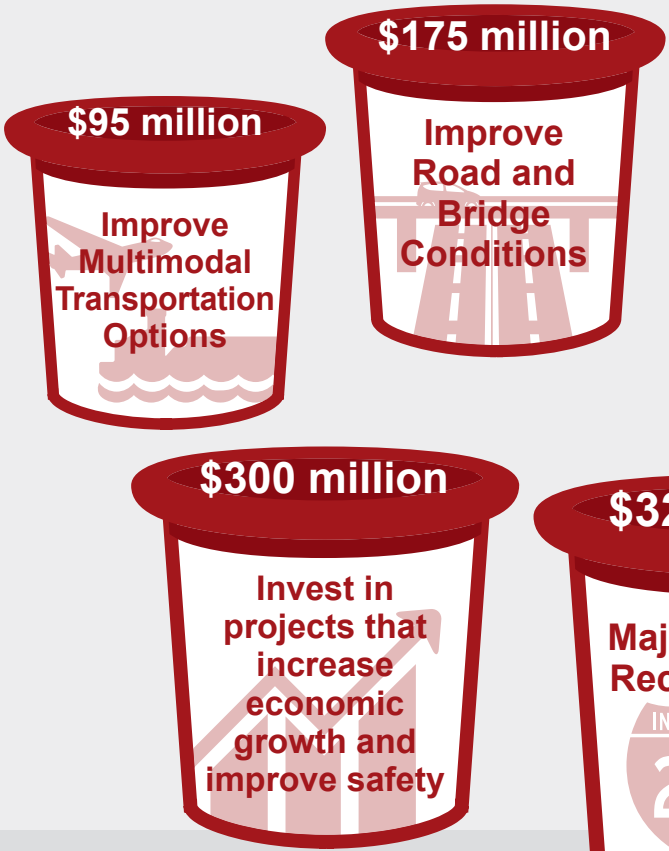 $175 million
Improve
Road and
Bridge
Conditions
$95 million
Improve
Multimodal
Transportation
Options
$300 million
Invest in
projects that
increase
economic
growth and
improve safety